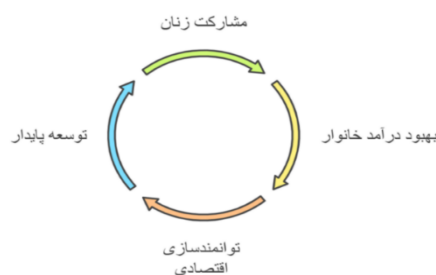 مشارکت زنان
بهبود درآمد خانوار
توسعه پایدار
توانمندسازی
اقتصادی